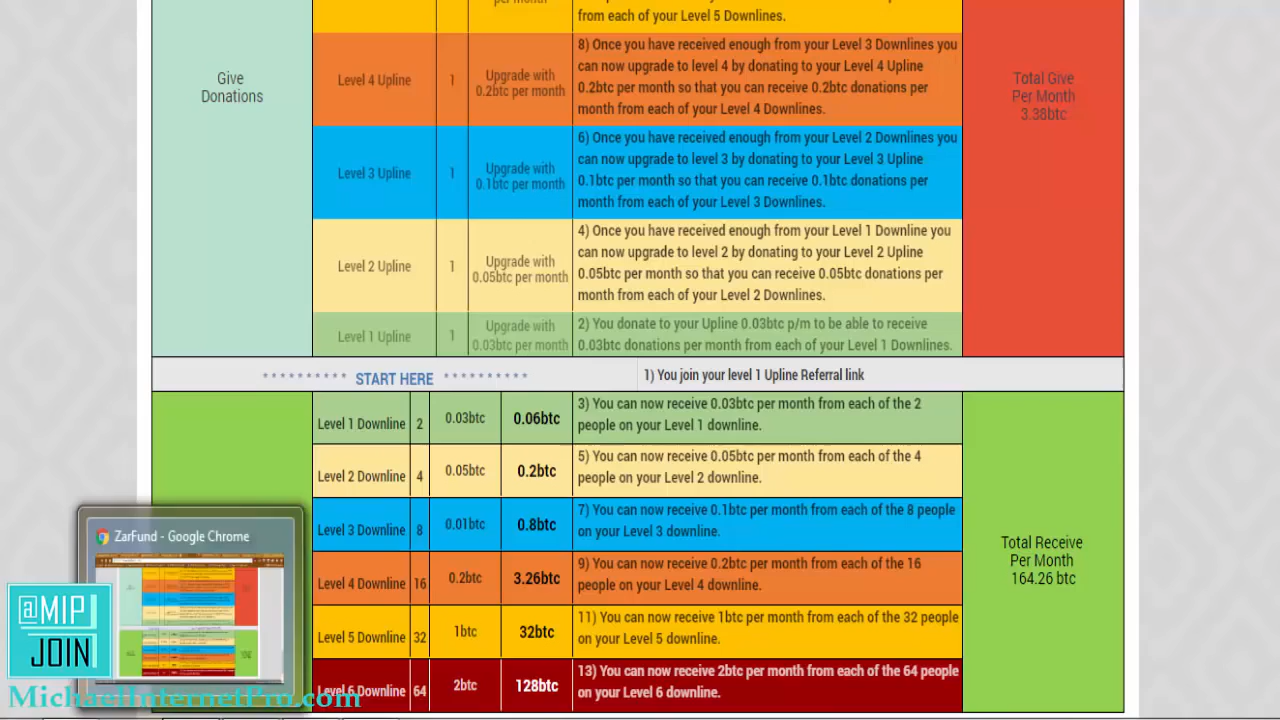 per month
from each of your Level 5 Downlines.
Give
Donations
Level 4 Upline
1
Upgrade with
0.2btc per month
8) Once you have received enough from your Level 3 Downlines you
can now upgrade to level 4 by donating to your Level 4 Upline
0.2btc per month so that you can receive 0.2btc donations per
month from each of your Level 4 Downlines.
Total Give
Per Month
3.38btc
Level 3 Upline
1
Upgrade with
0.1btc per month
6) Once you have received enough from your Level 2 Downlines you
can now upgrade to level 3 by donating to your Level 3 Upline
0.1btc per month so that you can receive 0.1btc donations per
month from each of your Level 3 Downlines.
Level 2 Upline
1
Upgrade with
0.05btc per month
4) Once you have received enough from your Level 1 Downline you
can now upgrade to level 2 by donating to your Level 2 Upline
0.05btc per month so that you can receive 0.05btc donations per
month from each of your Level 2 Downlines.
Level 1 Upline
1
Upgrade with
0.03btc per month
2) You donate to your Upline 0.03btc p/m to be able to receive
0.03btc donations per month from each of your Level 1 Downlines.
********** START HERE **********
1) You join your level 1 Upline Referral link
Level 1 Downline
2
0.03btc
0.06btc
3) You can now receive 0.03btc per month from each of the 2
people on your Level 1 downline.
Level 2 Downline
4
0.05btc
0.2btc
5) You can now receive 0.05btc per month from each of the 4
people on your Level 2 downline.
Level 3 Downline
8
0.01btc
0.8btc
7) You can now receive 0.1btc per month from each of the 8 people
on your Level 3 downline.
Level 4 Downline
16
0.2btc
3.26btc
9) You can now receive 0.2btc per month from each of the 16
people on your Level 4 downline.
Level 5 Downline
32
1btc
32btc
11) You can now receive 1btc per month from each of the 32 people
on your Level 5 downline.
Level 6 Downline
64
2btc
128btc
13) You can now receive 2btc per month from each of the 64 people
on your Level 6 downline.
Total Receive
Per Month
164.26 btc
ZarFund - Google Chrome
@MIP
JOIN
MichaelInternetPro.com